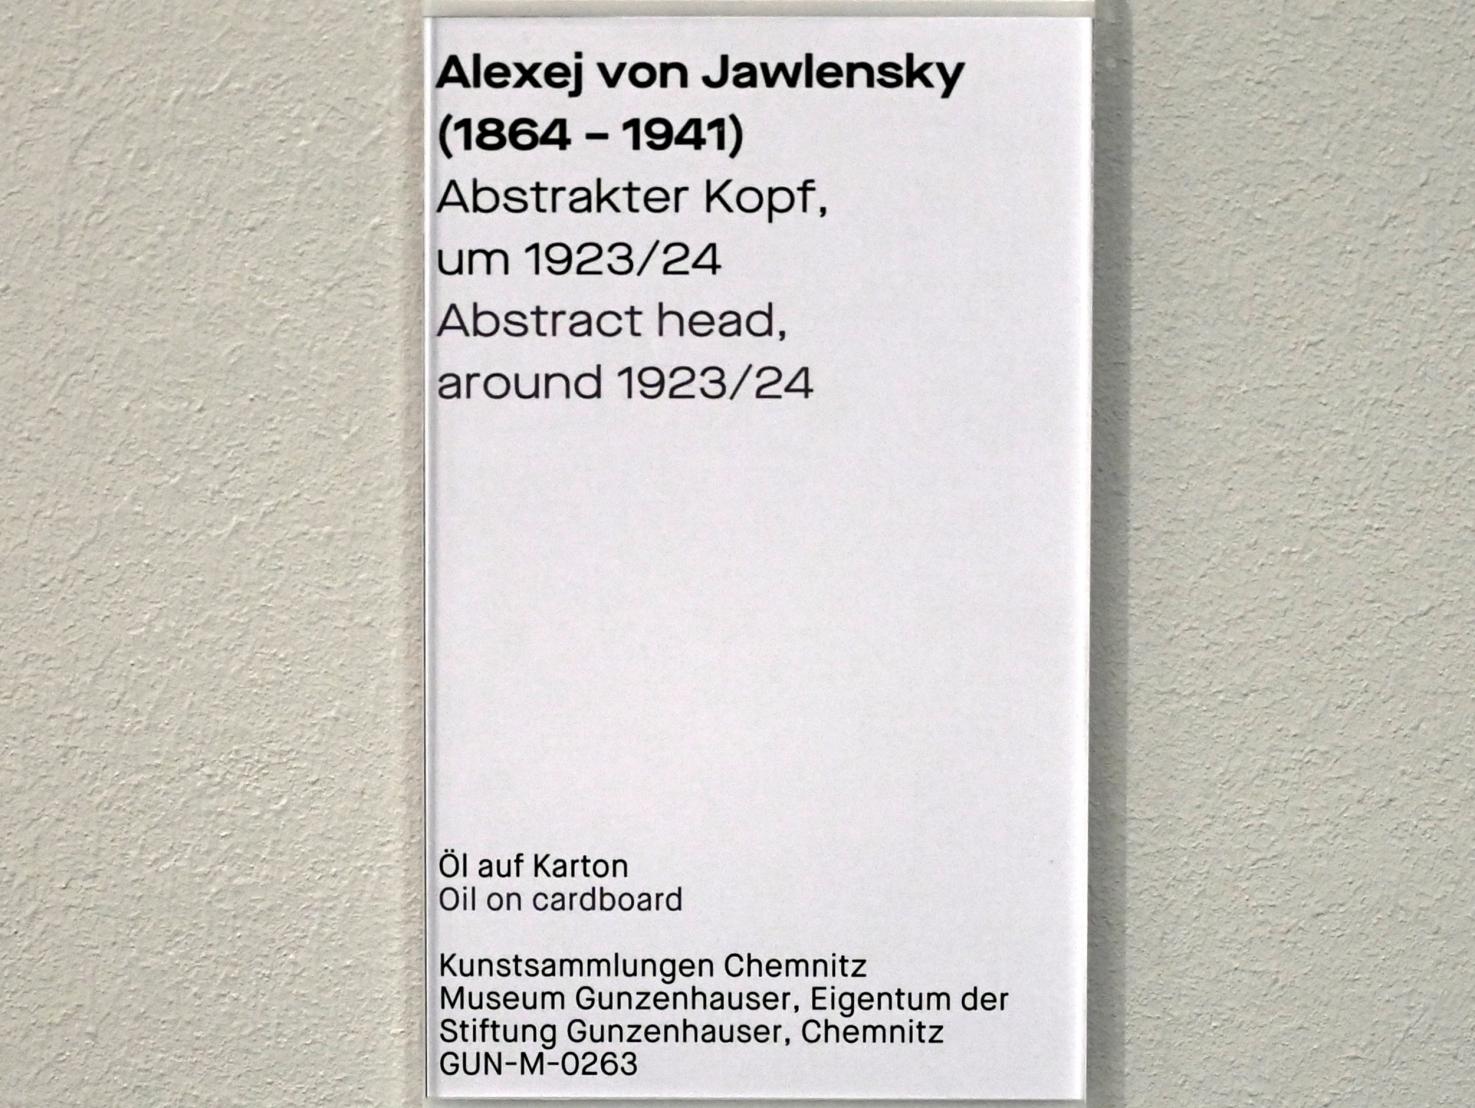 Alexej von Jawlensky
(1864 – 1941)
Abstrakter Kopf,
um 1923/24
Abstract head,
around 1923/24
Öl auf Karton
Oil on cardboard
Kunstsammlungen Chemnitz
Museum Gunzenhauser, Eigentum der
Stiftung Gunzenhauser, Chemnitz
GUN-M-0263